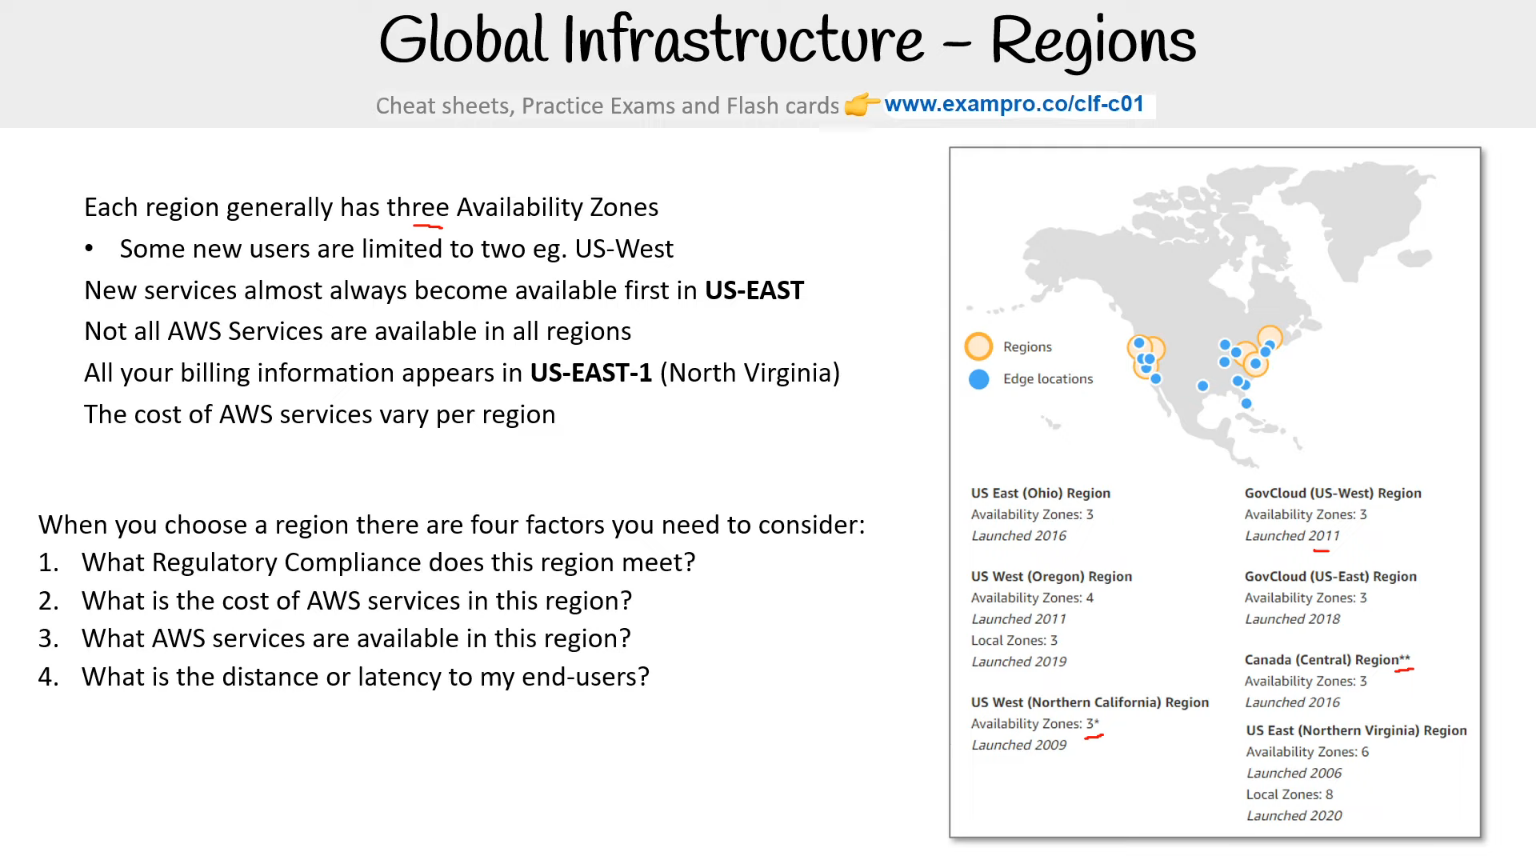 Global Infrastructure – Regions
Cheat sheets, Practice Exams and Flash cards 👉 www.exampro.co/clf-c01
Each region generally has three Availability Zones
• Some new users are limited to two eg. US-West
New services almost always become available first in US-EAST
Not all AWS Services are available in all regions
All your billing information appears in US-EAST-1 (North Virginia)
The cost of AWS services vary per region
When you choose a region there are four factors you need to consider:
1. What Regulatory Compliance does this region meet?
2. What is the cost of AWS services in this region?
3. What AWS services are available in this region?
4. What is the distance or latency to my end-users?
Regions
Edge locations
US East (Ohio) Region
Availability Zones: 3
Launched 2016
US West (Oregon) Region
Availability Zones: 4
Launched 2011
Local Zones: 3
Launched 2019
US West (Northern California) Region
Availability Zones: 3*
Launched 2009
GovCloud (US-West) Region
Availability Zones: 3
Launched 2011
GovCloud (US-East) Region
Availability Zones: 3
Launched 2018
Canada (Central) Region**
Availability Zones: 3
Launched 2016
US East (Northern Virginia) Region
Availability Zones: 6
Launched 2006
Local Zones: 8
Launched 2020